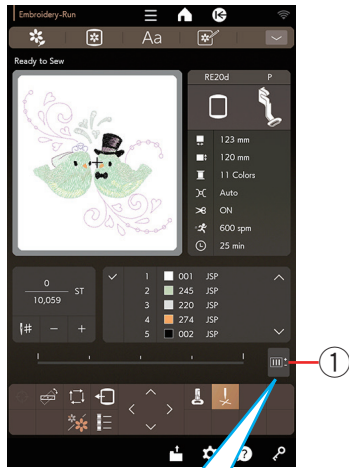 Embroidery-Run
Aa
Ready to Sew
RE20d P
123 mm
120 mm
11 Colors
Auto
ON
600 spm
25 min
0
10,059
ST
1 001 JSP
2 245 JSP
3 220 JSP
4 274 JSP
5 002 JSP
#
- +
1
?